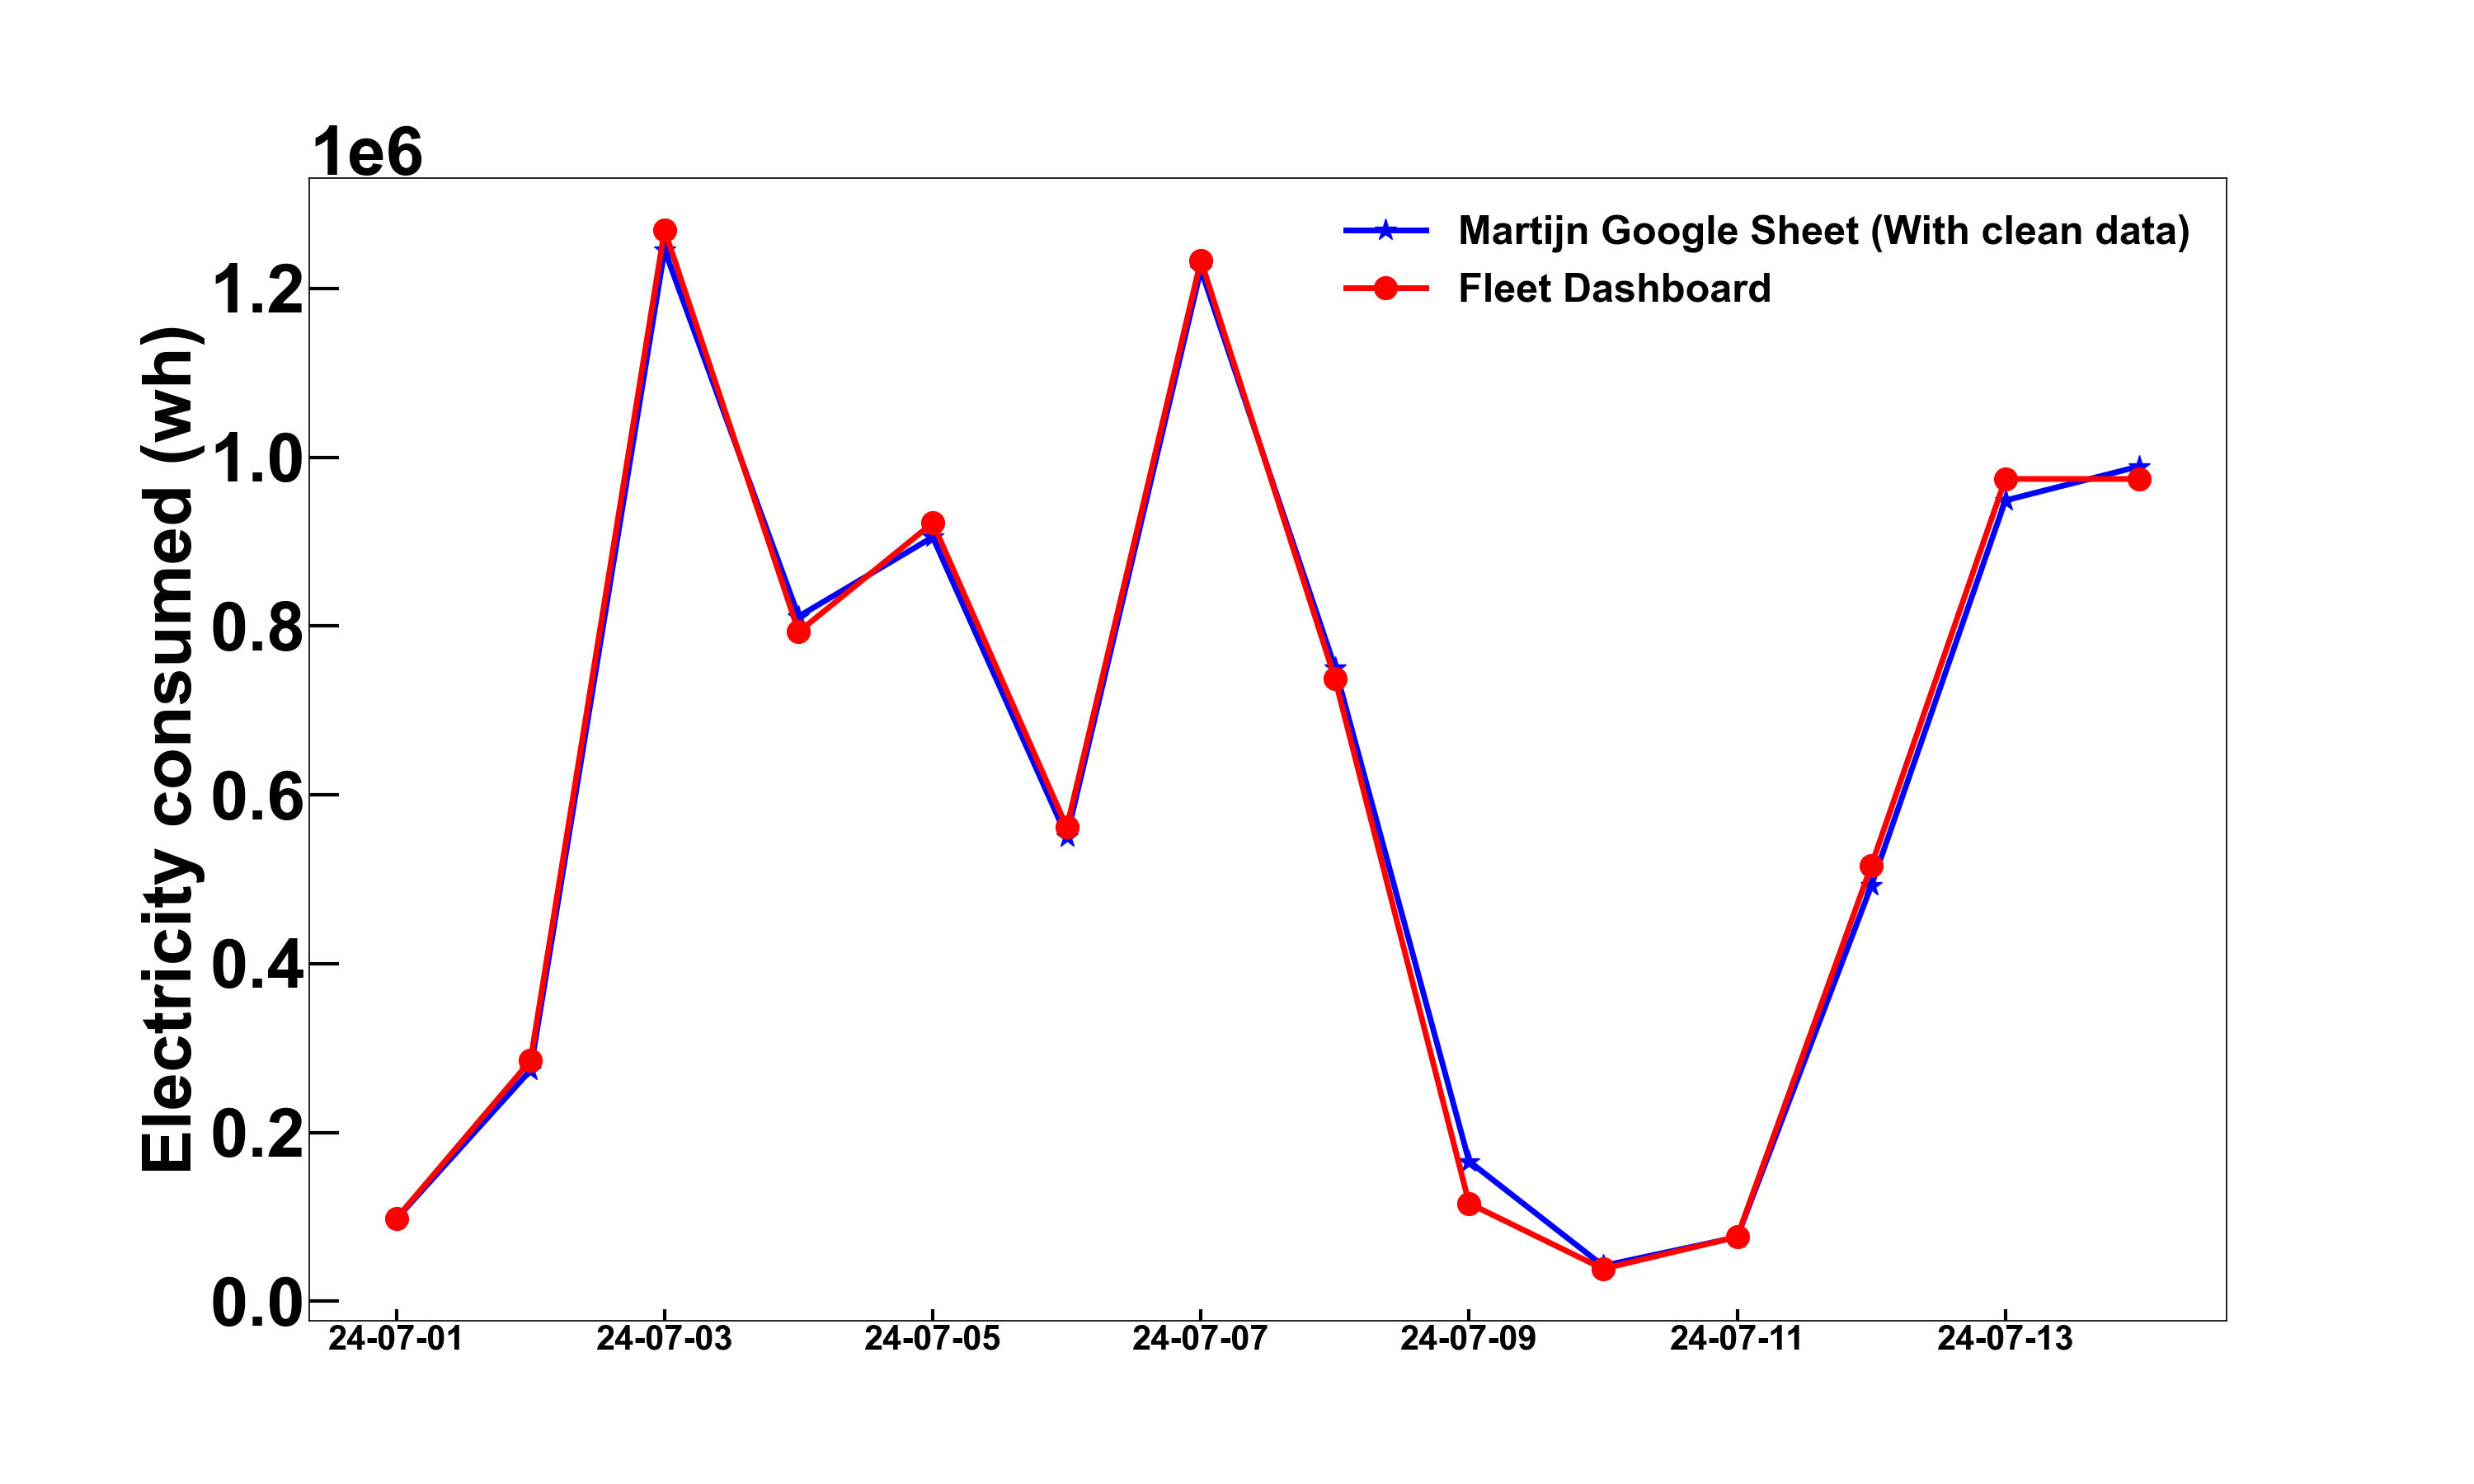 1e6
Martijn Google Sheet (With clean data)
Fleet Dashboard
Electricity consumed (wh)
1.2
1.0
0.8
0.6
0.4
0.2
0.0
24-07-01 24-07-03 24-07-05 24-07-07 24-07-09 24-07-11 24-07-13